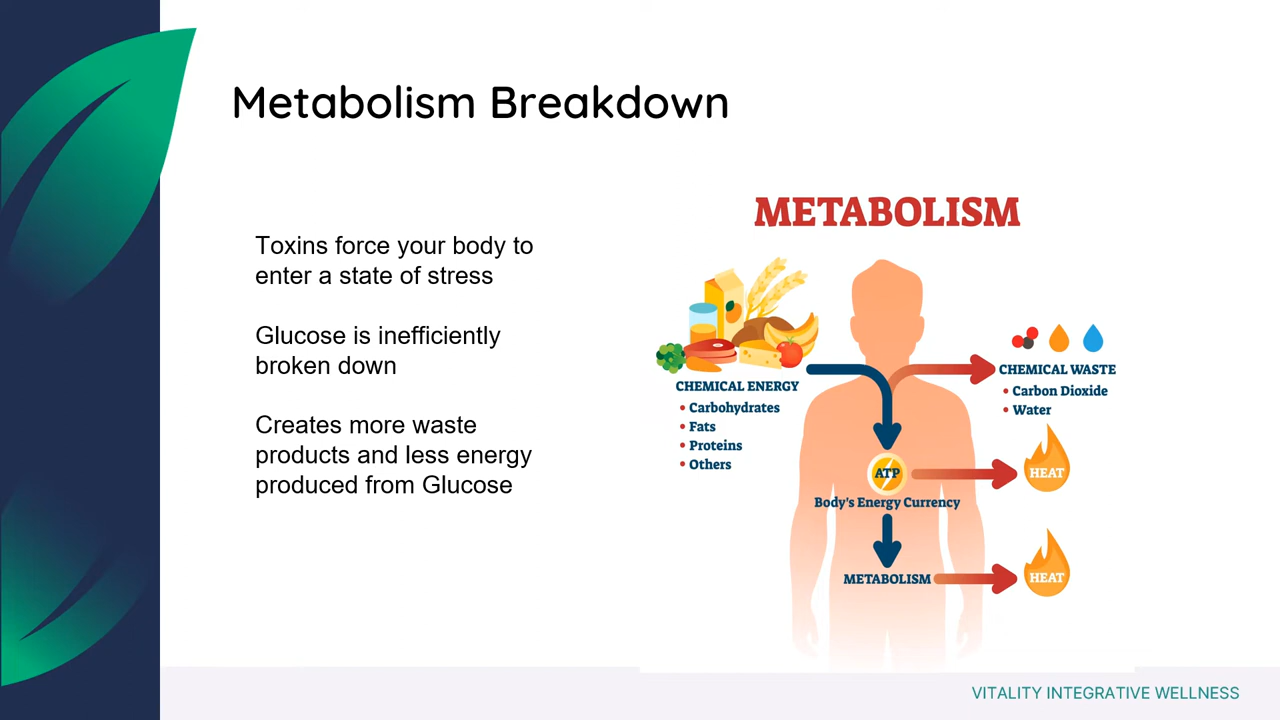 Metabolism Breakdown
Toxins force your body to
enter a state of stress
Glucose is inefficiently
broken down
Creates more waste
products and less energy
produced from Glucose
METABOLISM
CHEMICAL ENERGY
• Carbohydrates
• Fats
• Proteins
• Others
CHEMICAL WASTE
• Carbon Dioxide
• Water
ATP
HEAT
Body's Energy Currency
METABOLISM
HEAT
VITALITY INTEGRATIVE WELLNESS